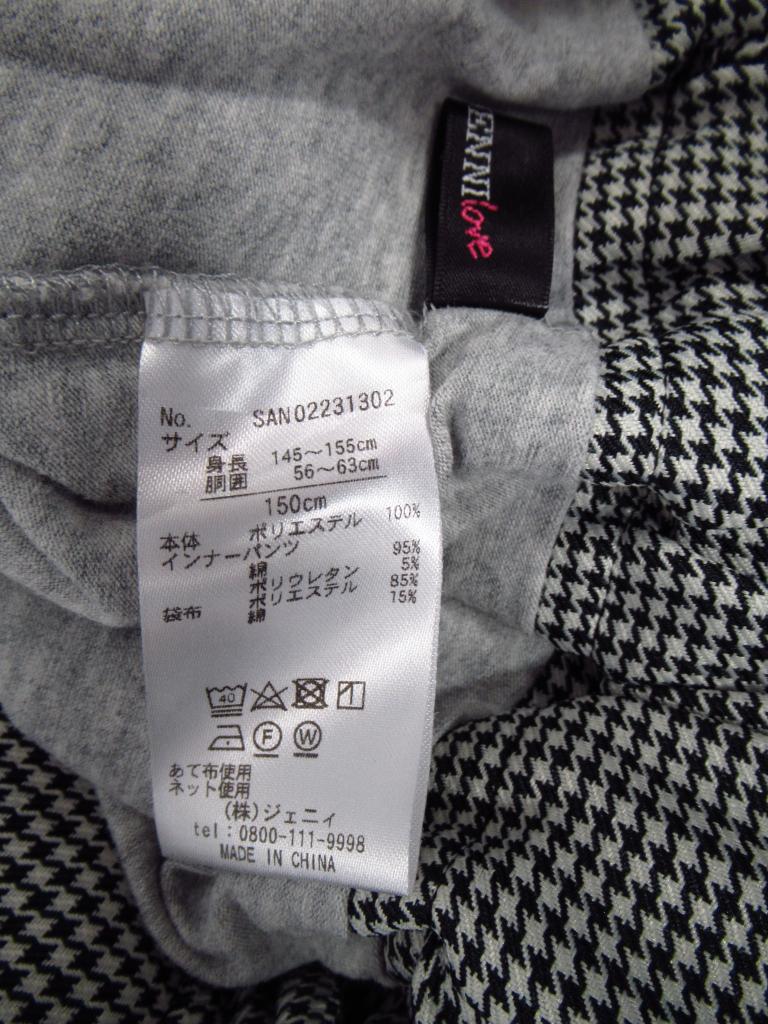 ENNI
love
No. SAN02231302
サイズ
身長 145～155cm
胴囲 56～63cm
150cm
本体 ポリエステル 100%
インナーパンツ
綿 95%
ポリウレタン 5%
袋布 ポリエステル 85%
綿 15%
40
F W
あて布使用
ネット使用
(株)ジェニィ
tel:0800-111-9998
MADE IN CHINA